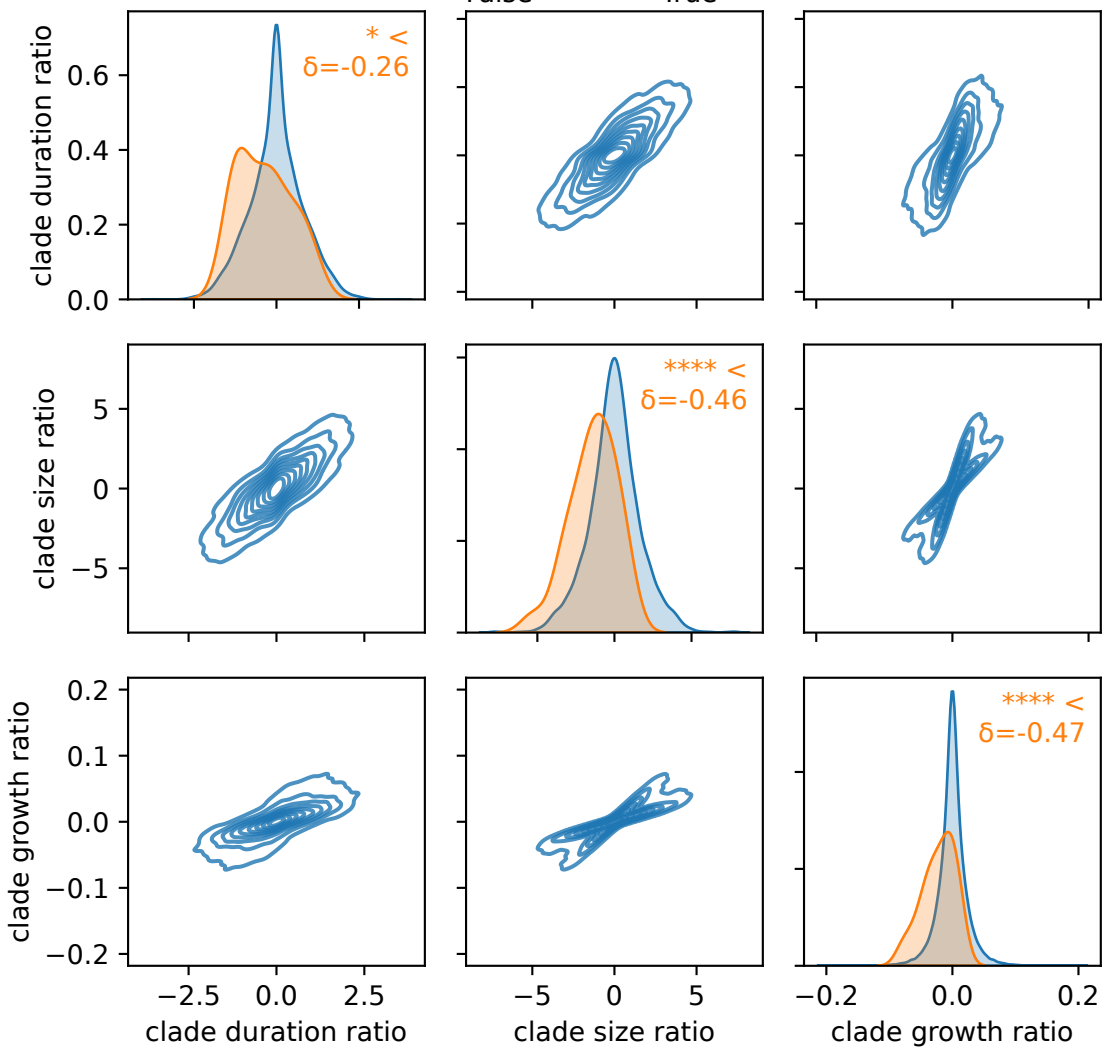 clade duration ratio
0.6
0.4
0.2
0.0
* <
δ=-0.26
clade size ratio
5
0
−5
**** <
δ=-0.46
clade growth ratio
0.2
0.1
0.0
−0.1
−0.2
**** <
δ=-0.47
−2.5 0.0 2.5
−5 0 5
−0.2 0.0 0.2
clade duration ratio
clade size ratio
clade growth ratio